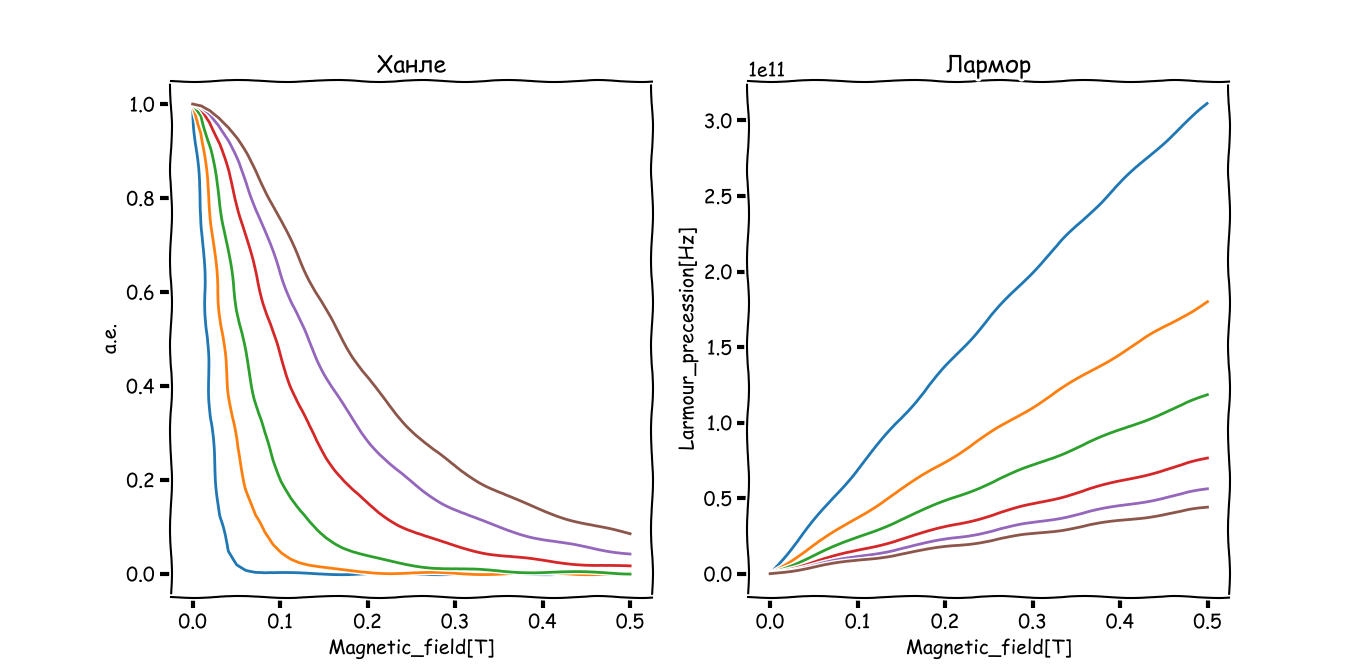 Ханле
1.0
0.8
0.6
0.4
0.2
0.0
a.e.
0.0 0.1 0.2 0.3 0.4 0.5
Magnetic_field[T]
Лармор
1e11
3.0
2.5
2.0
1.5
1.0
0.5
0.0
Larmour_precession[Hz]
0.0 0.1 0.2 0.3 0.4 0.5
Magnetic_field[T]